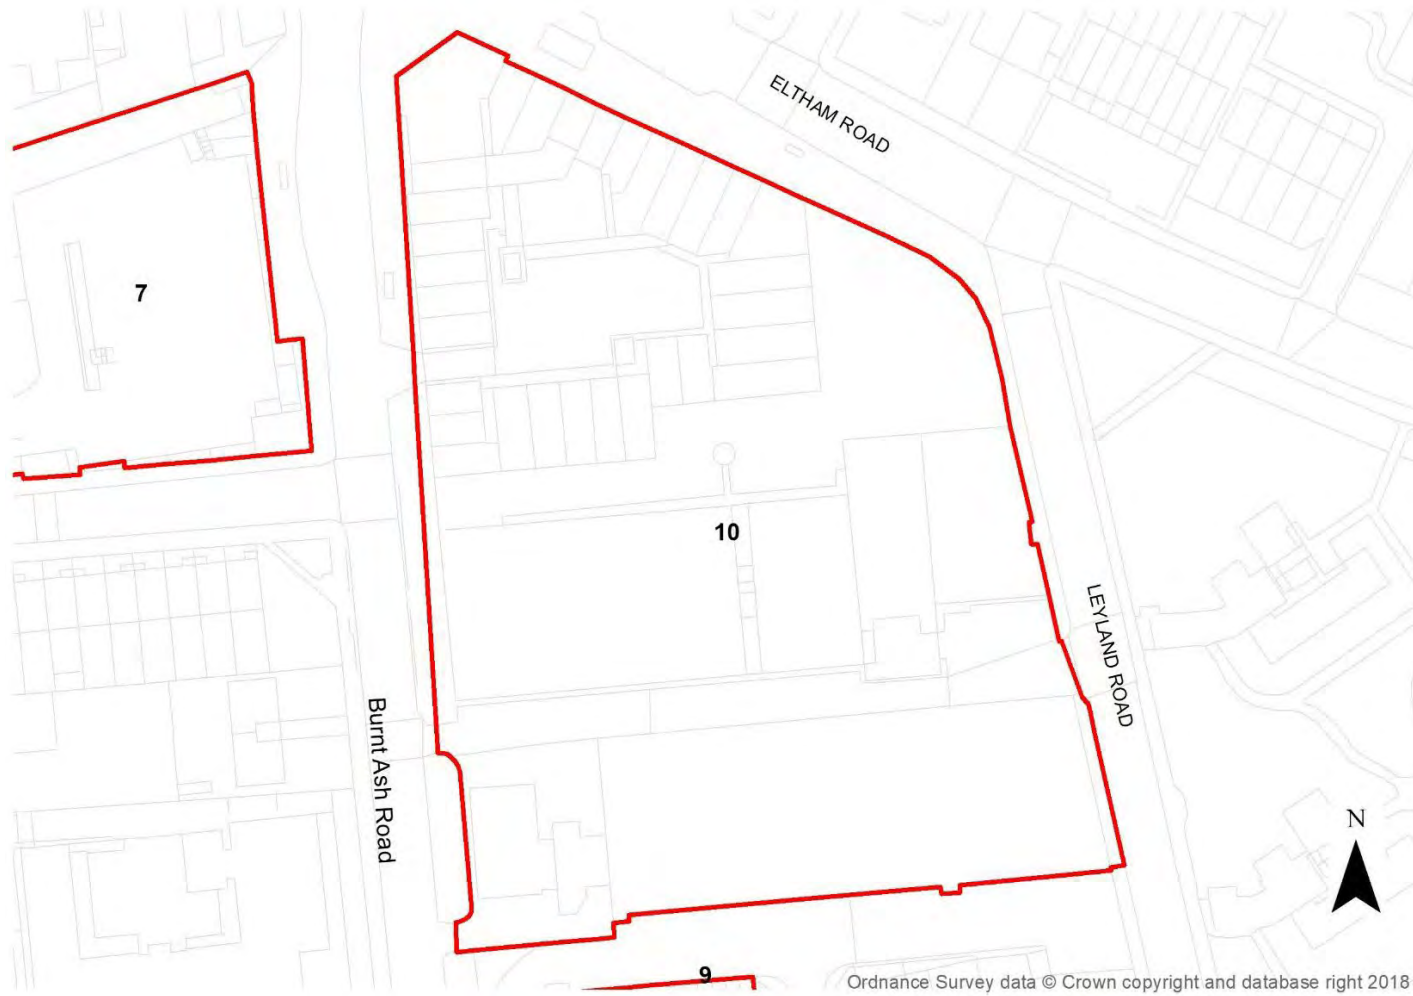 ELTHAM ROAD
7
10
LEYLAND ROAD
Burnt Ash Road
N
9
Ordnance Survey data © Crown copyright and database right 2018